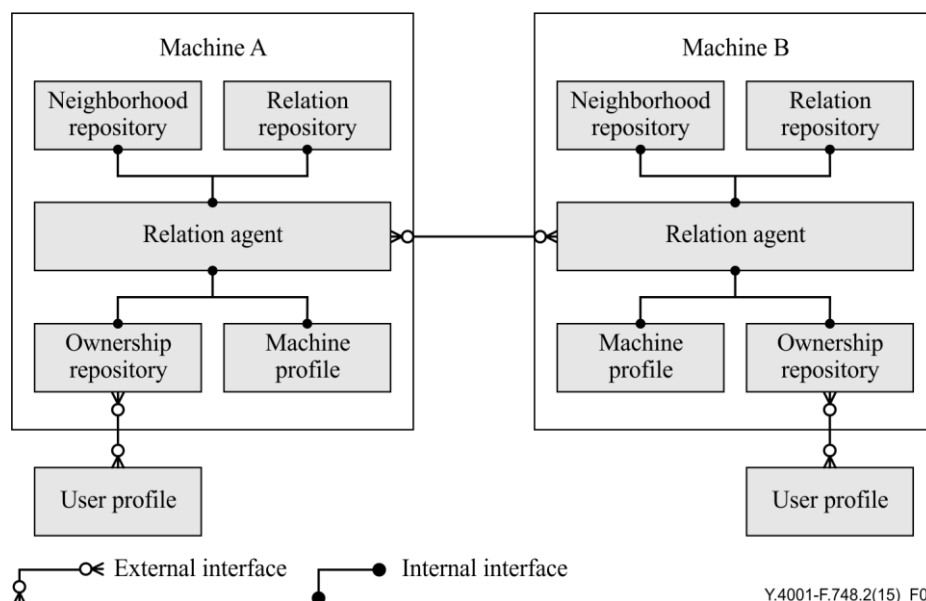 Machine A
Machine B
Neighborhood
repository
Relation
repository
Neighborhood
repository
Relation
repository
Relation agent
Relation agent
Ownership
repository
Machine
profile
Machine
profile
Ownership
repository
User profile
User profile
External interface
Internal interface
Y.4001-F.748.2(15)_F0